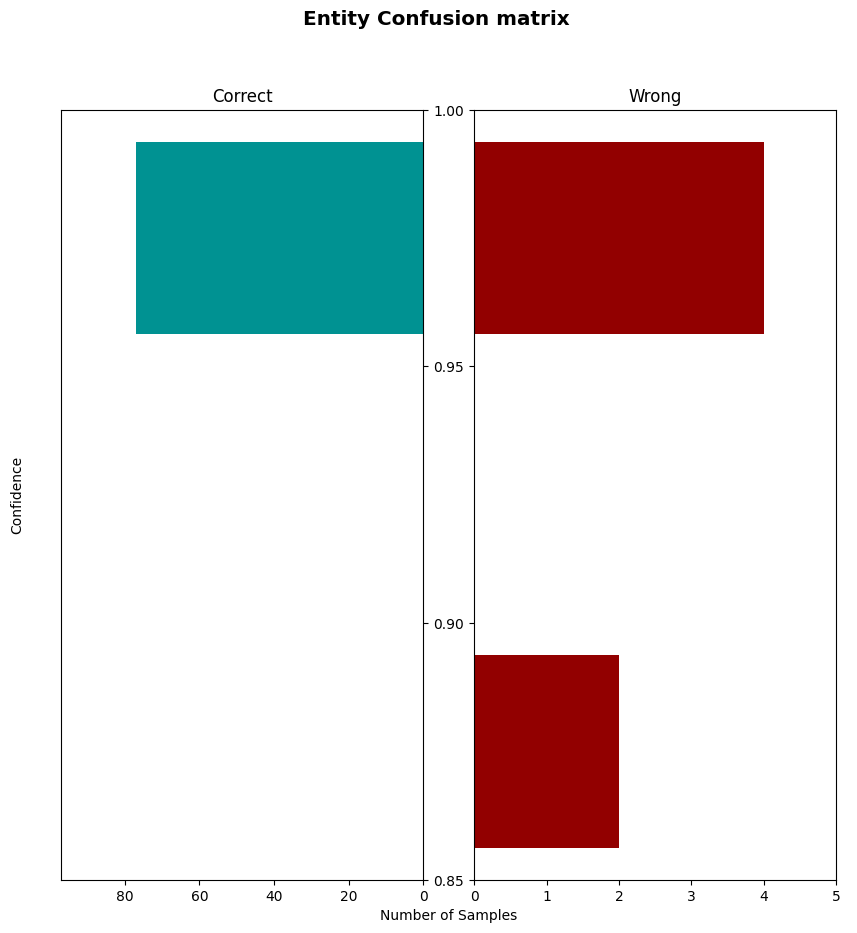 Entity Confusion matrix
Correct
Wrong
1.00
0.95
0.90
0.85
Confidence
80 60 40 20 0
0 1 2 3 4 5
Number of Samples